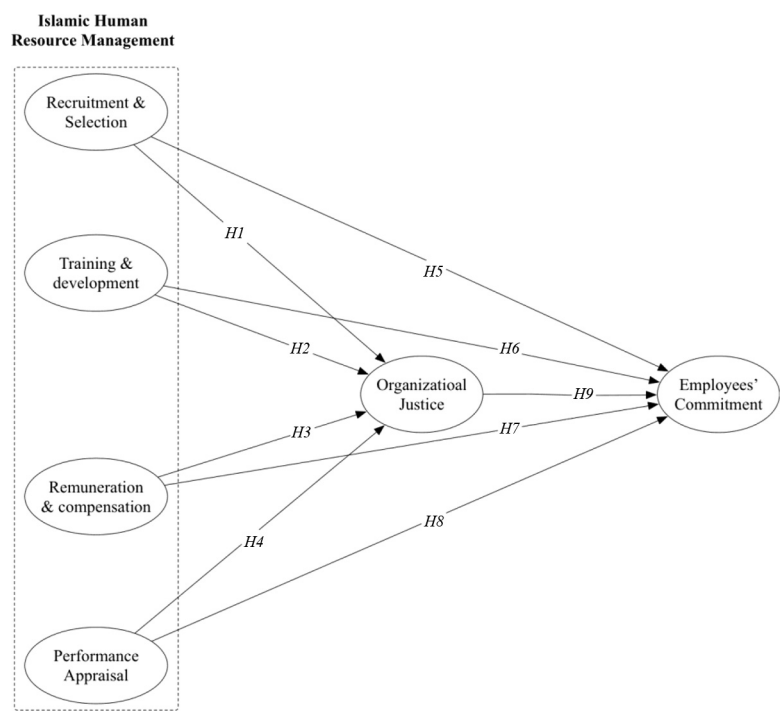 Islamic Human
Resource Management
Recruitment &
Selection
H1
H5
Training &
development
H2
H6
Organizatioal
Justice
H9
Employees’
Commitment
H3
H7
Remuneration
& compensation
H4
H8
Performance
Appraisal